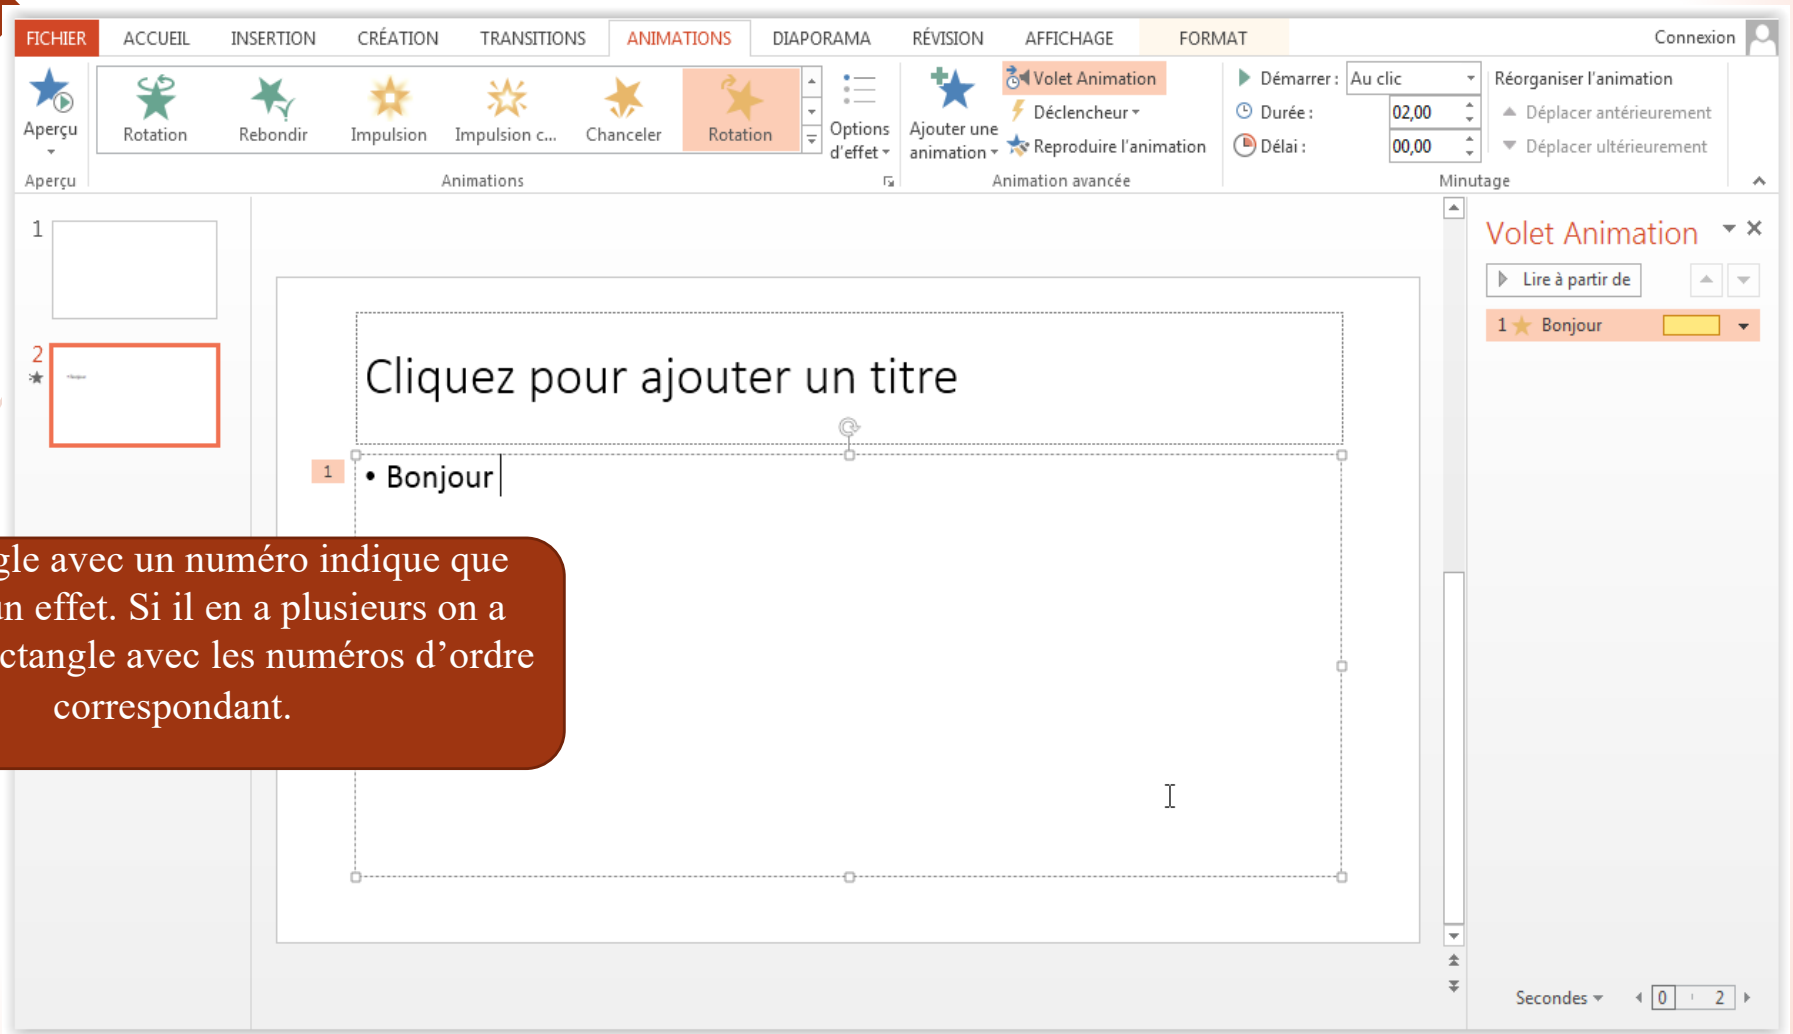 FICHIER ACCUEIL INSERTION CRÉATION TRANSITIONS ANIMATIONS DIAPORAMA RÉVISION AFFICHAGE FORMAT Connexion
Aperçu
Rotation Rebondir Impulsion Impulsion c... Chanceler Rotation
Options d'effet
Ajouter une animation
Volet Animation
Déclencheur
Reproduire l'animation
Démarrer : Au clic
Durée : 02,00
Délai : 00,00
Réorganiser l'animation
Déplacer antérieurement
Déplacer ultérieurement
Aperçu Animations Animation avancée Minutage
1
2
Cliquez pour ajouter un titre
1
• Bonjour
gle avec un numéro indique que
un effet. Si il en a plusieurs on a
ctangle avec les numéros d’ordre
correspondant.
Volet Animation
Lire à partir de
1 Bonjour
Secondes 0 2